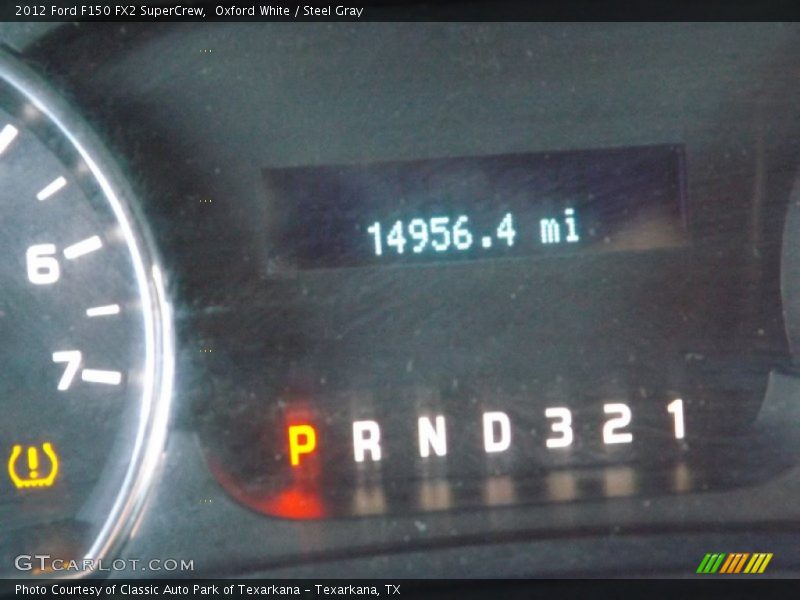 2012 Ford F150 FX2 SuperCrew,  Oxford White / Steel Gray
14956.4 mi
6
7
P R N D 3 2 1
GTCARLOT.COM
Photo Courtesy of Classic Auto Park of Texarkana - Texarkana, TX